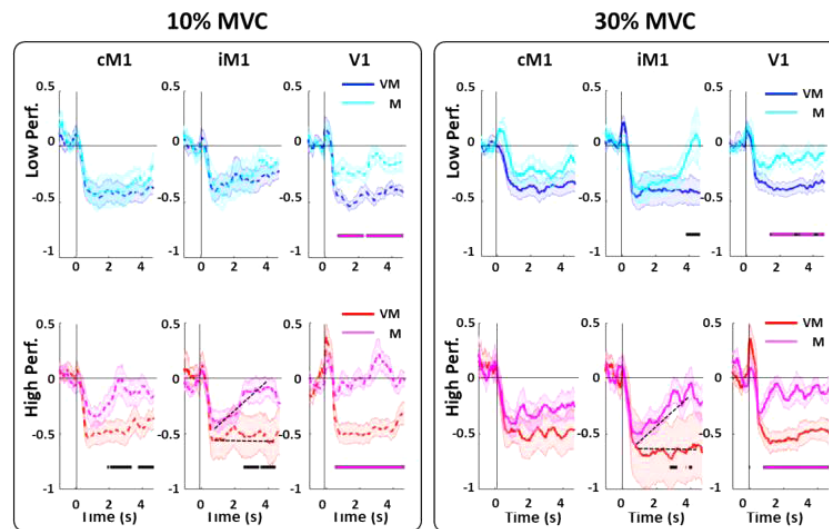 10% MVC
30% MVC
cM1 iM1 V1
cM1 iM1 V1
Low Perf.
0.5 0.5 0.5
0 0 0
-0.5 -0.5 -0.5
-1 -1 -1
0 2 4 0 2 4 0 2 4
VM
M
Low Perf.
0.5 0.5 0.5
0 0 0
-0.5 -0.5 -0.5
-1 -1 -1
0 2 4 0 2 4 0 2 4
VM
M
High Perf.
0.5 0.5 0.5
0 0 0
-0.5 -0.5 -0.5
-1 -1 -1
0 2 4 0 2 4 0 2 4
Time (s) Time (s) Time (s)
VM
M
High Perf.
0.5 0.5 0.5
0 0 0
-0.5 -0.5 -0.5
-1 -1 -1
0 2 4 0 2 4 0 2 4
Time (s) Time (s) Time (s)
VM
M